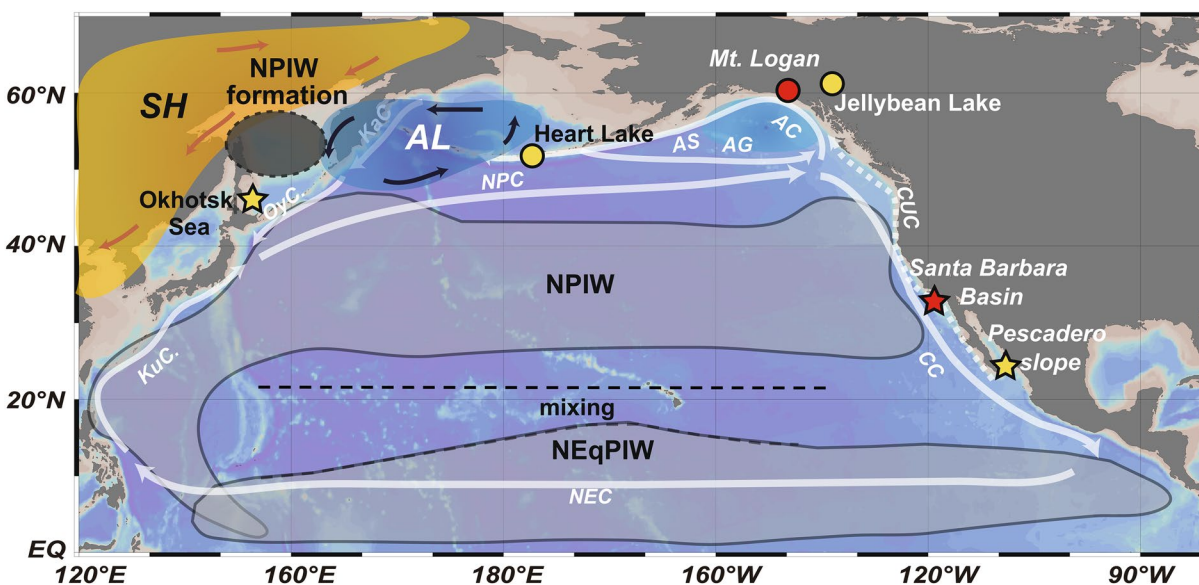 60°N
40°N
20°N
EQ
120°E
160°E
180°E
160°W
120°W
90°W
SH
NPIW
formation
KaC.
AL
Heart Lake
Mt. Logan
Jellybean Lake
AC
AS
AG
NPC
Okhotsk
Sea
OyC.
CUC
NPIW
Santa Barbara
Basin
Pescadero
slope
KuC.
CC
mixing
NEqPIW
NEC